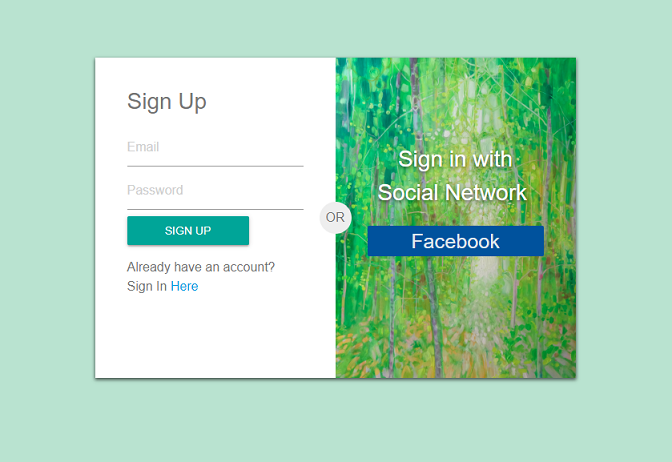 Sign Up
Email
Password
SIGN UP
Already have an account?
Sign In Here
OR
Sign in with
Social Network
Facebook